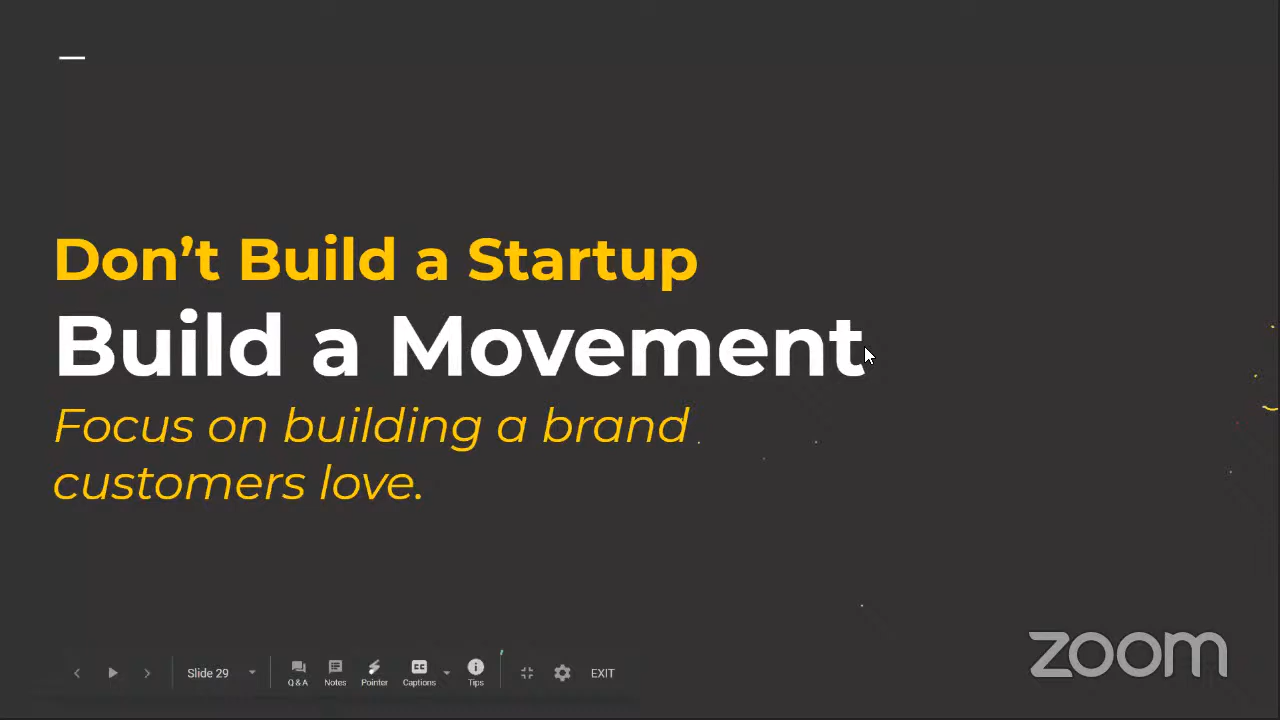 Don't Build a Startup
Build a Movement
Focus on building a brand
customers love.
Slide 29
Q&A
Notes
Pointer
CC
Captions
Tips
EXIT
zoom